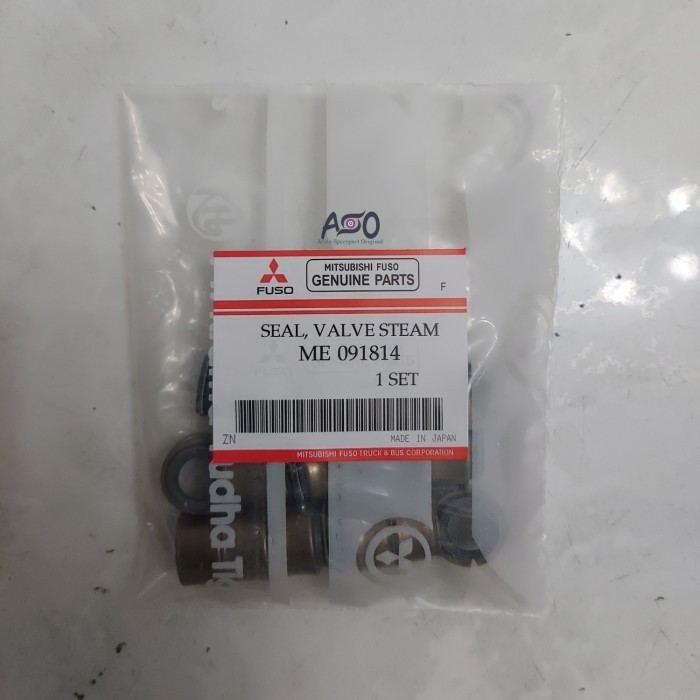 ASO
FUSO
MITSUBISHI FUSO
GENUINE PARTS
F
SEAL, VALVE STEAM
ME 091814
1 SET
ZN
MADE IN JAPAN
MITSUBISHI FUSO TRUCK & BUS CORPORATION